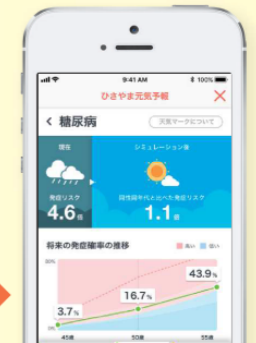 9:41 AM
100%
ひさやま元気予報
糖尿病
天気マークについて
現在
シミュレーション後
発症リスク
4.6倍
同性同年代と比べた発症リスク
1.1倍
将来の発症確率の推移
高い
低い
50%
43.9%
16.7%
3.7%
0%
45歳
50歳
55歳